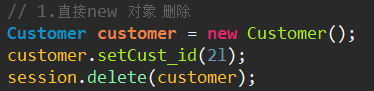 // 1.直接new 对象 删除
Customer customer = new Customer();
customer.setCust_id(2l);
session.delete(customer);